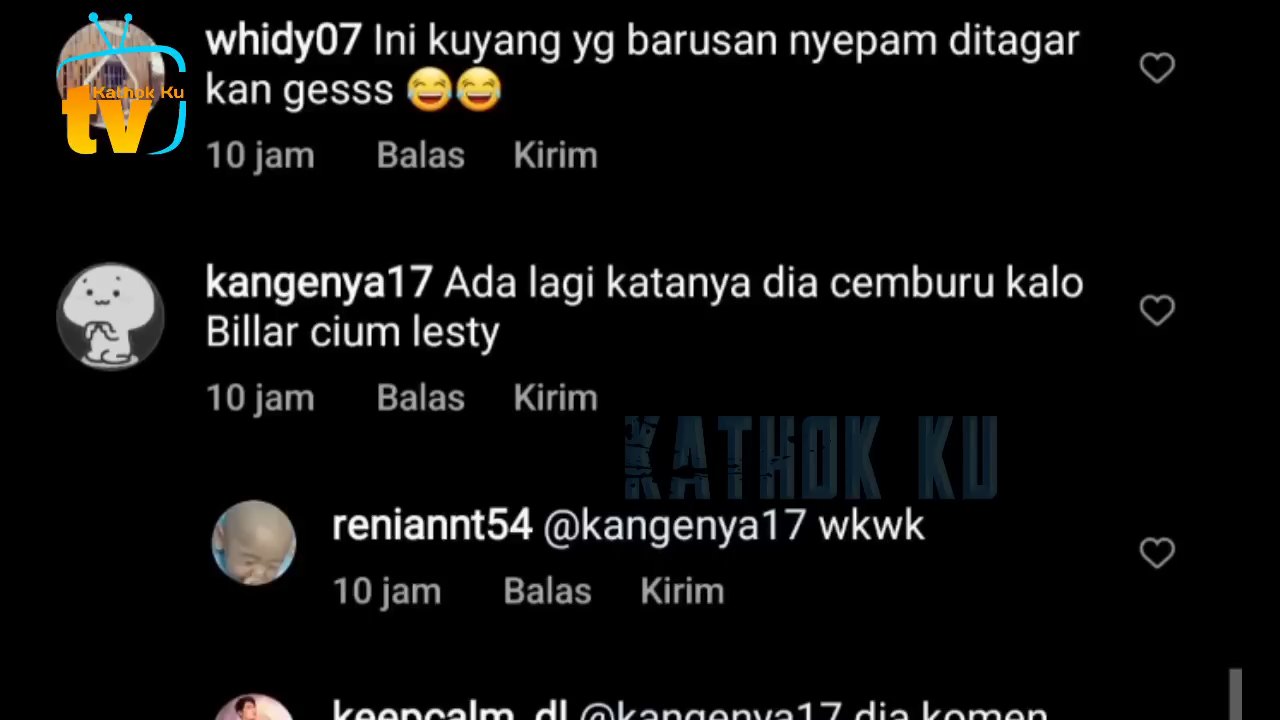 whidy07 Ini kuyang yg barusan nyepam ditagar
kan gesss 😂😂
10 jam Balas Kirim
Kathok Ku
tv
kangenya17 Ada lagi katanya dia cemburu kalo
Billar cium lesty
10 jam Balas Kirim
KATHOK KU
reniannt54 @kangenya17 wkwk
10 jam Balas Kirim
keepcalm_dl @kangenya17 dia komen